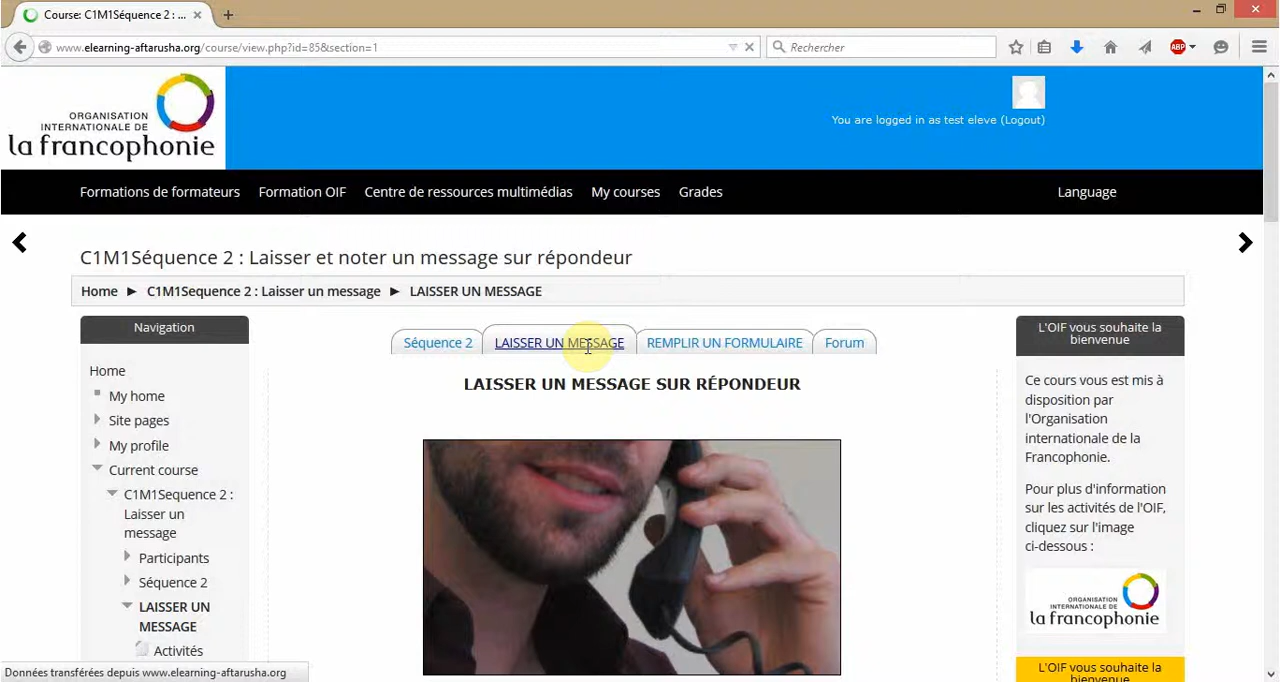 Course: C1M1Séquence 2 : ...
www.elearning-aftarusha.org/course/view.php?id=85&section=1
Rechercher
ABP
ORGANISATION
INTERNATIONALE DE
la francophonie
You are logged in as test eleve (Logout)
Formations de formateurs
Formation OIF
Centre de ressources multimédias
My courses
Grades
Language
C1M1Séquence 2 : Laisser et noter un message sur répondeur
Home ► C1M1Sequence 2 : Laisser un message ► LAISSER UN MESSAGE
Navigation
Home
My home
Site pages
My profile
Current course
C1M1Sequence 2 :
Laisser un
message
Participants
Séquence 2
LAISSER UN
MESSAGE
Activités
Séquence 2
LAISSER UN MESSAGE
REMPLIR UN FORMULAIRE
Forum
LAISSER UN MESSAGE SUR RÉPONDEUR
L'OIF vous souhaite la
bienvenue
Ce cours vous est mis à
disposition par
l'Organisation
internationale de la
Francophonie.
Pour plus d'information
sur les activités de l'OIF,
cliquez sur l'image
ci-dessous :
ORGANISATION
INTERNATIONALE DE
la francophonie
L'OIF vous souhaite la
bienvenue
Données transférées depuis www.elearning-aftarusha.org